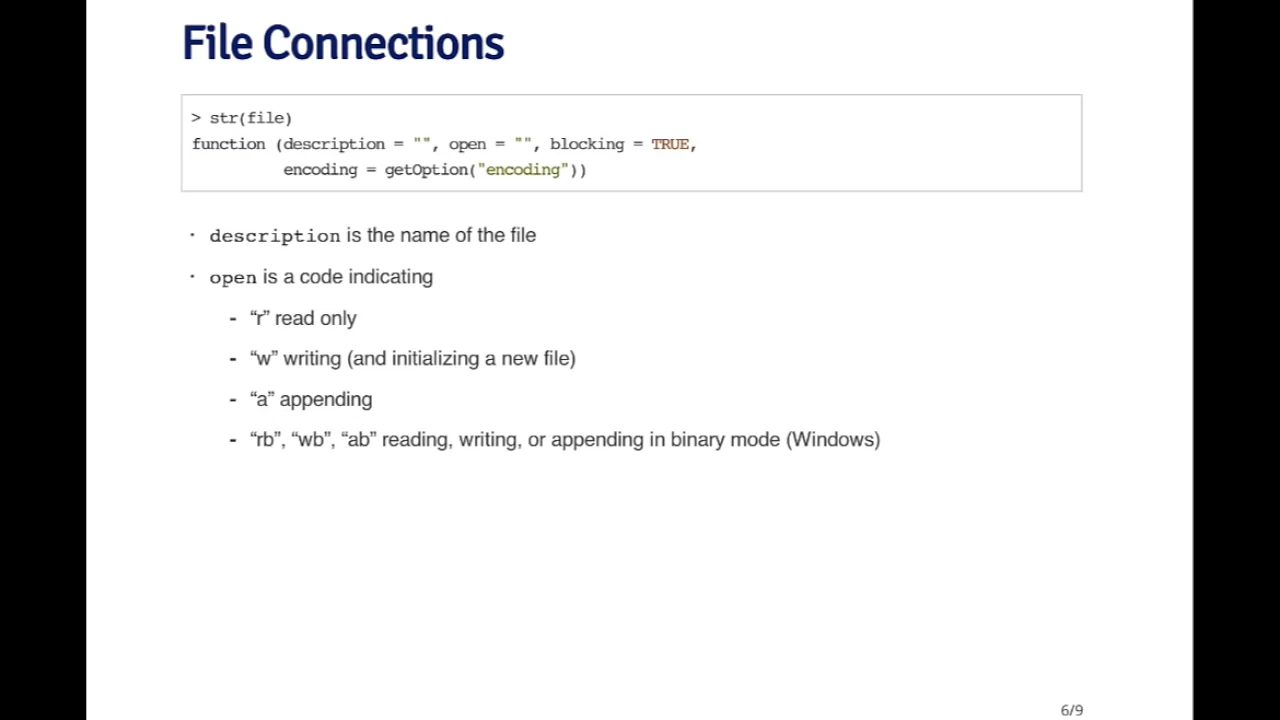 File Connections
> str(file)
function (description = "", open = "", blocking = TRUE,
encoding = getOption("encoding"))
· description is the name of the file
· open is a code indicating
- “r” read only
- “w” writing (and initializing a new file)
- “a” appending
- “rb”, “wb”, “ab” reading, writing, or appending in binary mode (Windows)
6/9